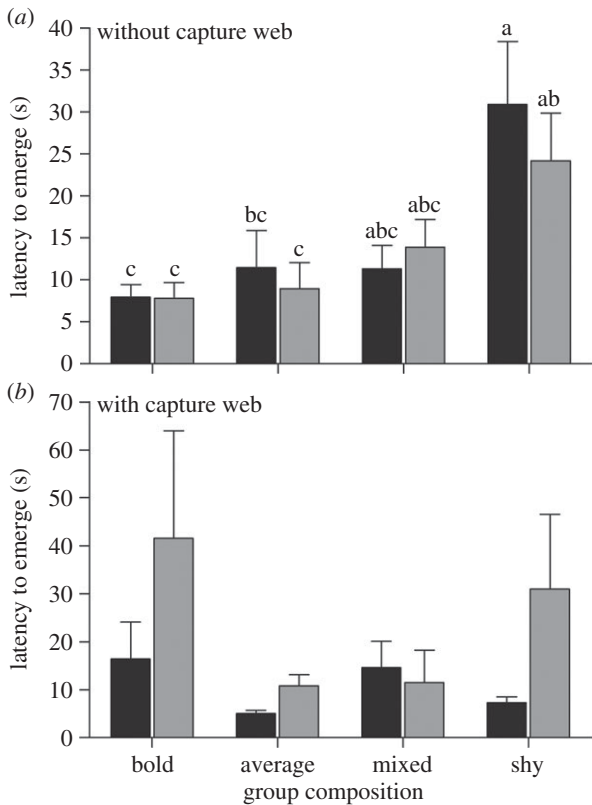 (a)
without capture web
latency to emerge (s)
40
35
30
25
20
15
10
5
0
c
c
bc
c
abc
abc
a
ab
(b)
with capture web
latency to emerge (s)
70
60
50
40
30
20
10
0
bold
average
mixed
shy
group composition